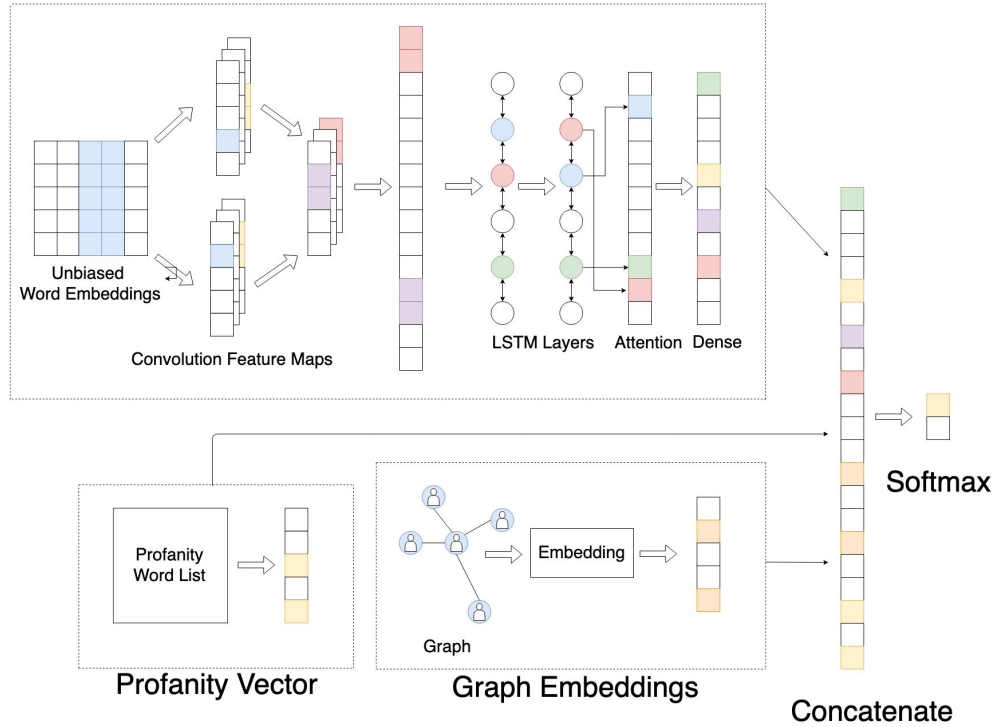 Unbiased
Word Embeddings
Convolution Feature Maps
LSTM Layers
Attention
Dense
Softmax
Profanity
Word List
Embedding
Graph
Profanity Vector
Graph Embeddings
Concatenate